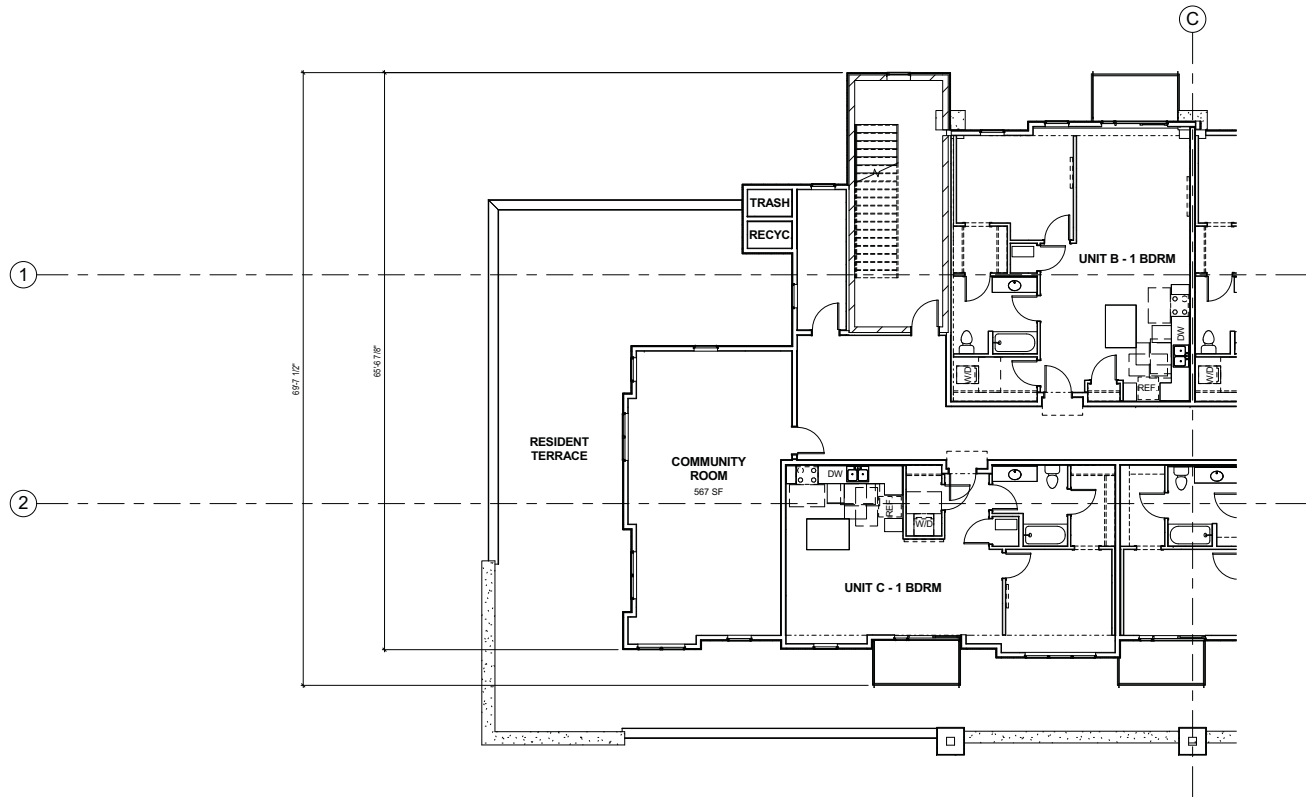 C
TRASH
RECYC.
1
UNIT B - 1 BDRM
DW
W/D
REF.
W/D
69'-7 1/2"
65'-6 7/8"
RESIDENT
TERRACE
COMMUNITY
ROOM
567 SF
DW
REF.
W/D
2
UNIT C - 1 BDRM